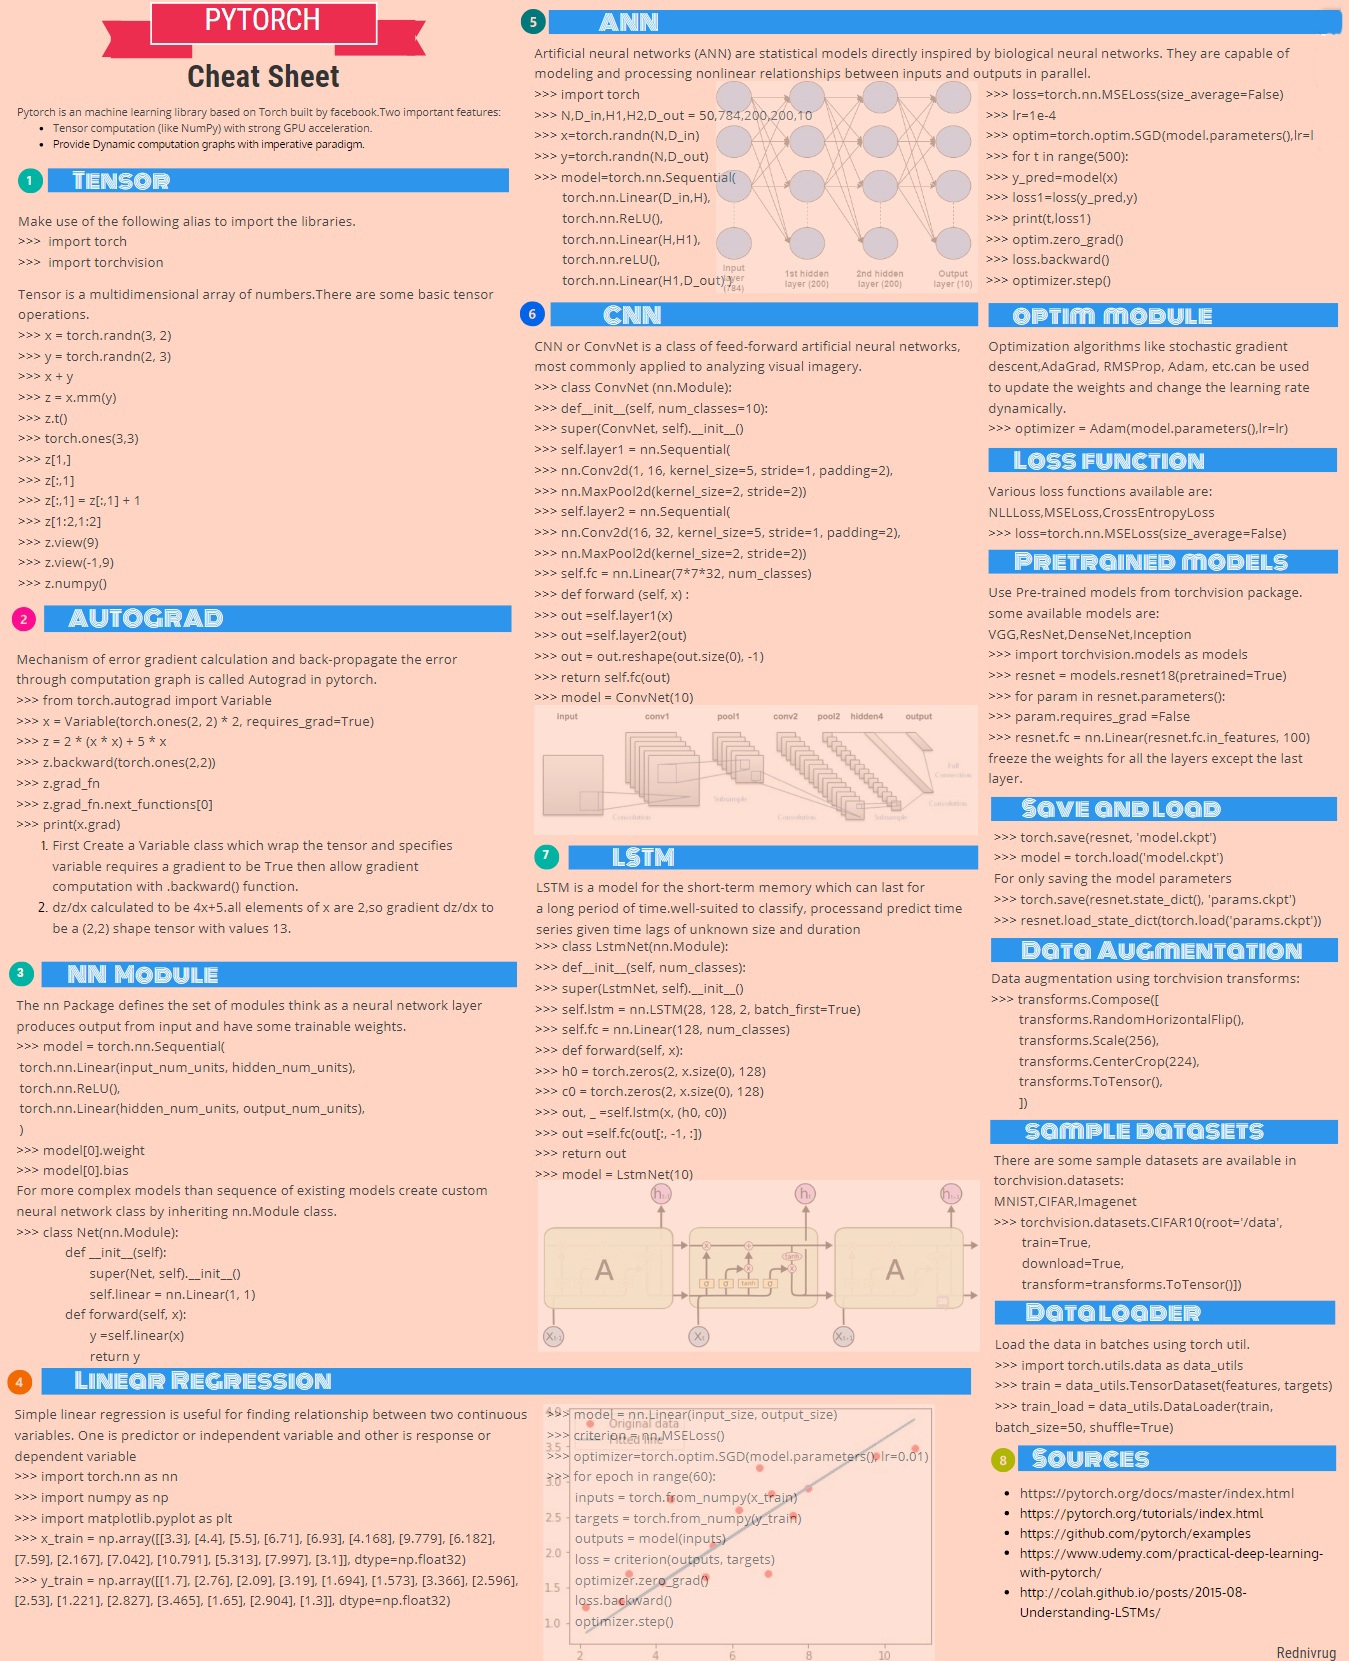 PYTORCH
Cheat Sheet
Pytorch is an machine learning library based on Torch built by facebook.Two important features:
Tensor computation (like NumPy) with strong GPU acceleration.
Provide Dynamic computation graphs with imperative paradigm.
1 TENSOR
Make use of the following alias to import the libraries.
>>> import torch
>>> import torchvision
Tensor is a multidimensional array of numbers.There are some basic tensor
operations.
>>> x = torch.randn(3, 2)
>>> y = torch.randn(2, 3)
>>> x + y
>>> z = x.mm(y)
>>> z.t()
>>> torch.ones(3,3)
>>> z[1,]
>>> z[:,1]
>>> z[:,1] = z[:,1] + 1
>>> z[1:2,1:2]
>>> z.view(9)
>>> z.view(-1,9)
>>> z.numpy()
2 AUTOGRAD
Mechanism of error gradient calculation and back-propagate the error
through computation graph is called Autograd in pytorch.
>>> from torch.autograd import Variable
>>> x = Variable(torch.ones(2, 2) * 2, requires_grad=True)
>>> z = 2 * (x * x) + 5 * x
>>> z.backward(torch.ones(2,2))
>>> z.grad_fn
>>> z.grad_fn.next_functions[0]
>>> print(x.grad)
1. First Create a Variable class which wrap the tensor and specifies
variable requires a gradient to be True then allow gradient
computation with .backward() function.
2. dz/dx calculated to be 4x+5.all elements of x are 2,so gradient dz/dx to
be a (2,2) shape tensor with values 13.
3 NN MODULE
The nn Package defines the set of modules think as a neural network layer
produces output from input and have some trainable weights.
>>> model = torch.nn.Sequential(
torch.nn.Linear(input_num_units, hidden_num_units),
torch.nn.ReLU(),
torch.nn.Linear(hidden_num_units, output_num_units),
)
>>> model[0].weight
>>> model[0].bias
For more complex models than sequence of existing models create custom
neural network class by inheriting nn.Module class.
>>> class Net(nn.Module):
def __init__(self):
super(Net, self).__init__()
self.linear = nn.Linear(1, 1)
def forward(self, x):
y =self.linear(x)
return y
4 LINEAR REGRESSION
Simple linear regression is useful for finding relationship between two continuous
variables. One is predictor or independent variable and other is response or
dependent variable
>>> import torch.nn as nn
>>> import numpy as np
>>> import matplotlib.pyplot as plt
>>> x_train = np.array([[3.3], [4.4], [5.5], [6.71], [6.93], [4.168], [9.779], [6.182],
[7.59], [2.167], [7.042], [10.791], [5.313], [7.997], [3.1]], dtype=np.float32)
>>> y_train = np.array([[1.7], [2.76], [2.09], [3.19], [1.694], [1.573], [3.366], [2.596],
[2.53], [1.221], [2.827], [3.465], [1.65], [2.904], [1.3]], dtype=np.float32)
>>> model = nn.Linear(input_size, output_size)
>>> criterion = nn.MSELoss()
>>> optimizer=torch.optim.SGD(model.parameters(), lr=0.01)
>>> for epoch in range(60):
inputs = torch.from_numpy(x_train)
targets = torch.from_numpy(y_train)
outputs = model(inputs)
loss = criterion(outputs, targets)
optimizer.zero_grad()
loss.backward()
optimizer.step()
Original data
Fitted line
4.0
3.5
3.0
2.5
2.0
1.5
1.0
2 4 6 8 10
5 ANN
Artificial neural networks (ANN) are statistical models directly inspired by biological neural networks. They are capable of
modeling and processing nonlinear relationships between inputs and outputs in parallel.
>>> import torch
>>> N,D_in,H1,H2,D_out = 50,784,200,200,10
>>> x=torch.randn(N,D_in)
>>> y=torch.randn(N,D_out)
>>> model=torch.nn.Sequential(
torch.nn.Linear(D_in,H),
torch.nn.ReLU(),
torch.nn.Linear(H,H1),
torch.nn.reLU(),
torch.nn.Linear(H1,D_out) )
Input layer (784)
1st hidden layer (200)
2nd hidden layer (200)
Output layer (10)
>>> loss=torch.nn.MSELoss(size_average=False)
>>> lr=1e-4
>>> optim=torch.optim.SGD(model.parameters(),lr=l
>>> for t in range(500):
>>> y_pred=model(x)
>>> loss1=loss(y_pred,y)
>>> print(t,loss1)
>>> optim.zero_grad()
>>> loss.backward()
>>> optimizer.step()
6 CNN
CNN or ConvNet is a class of feed-forward artificial neural networks,
most commonly applied to analyzing visual imagery.
>>> class ConvNet (nn.Module):
>>> def__init__(self, num_classes=10):
>>> super(ConvNet, self).__init__()
>>> self.layer1 = nn.Sequential(
>>> nn.Conv2d(1, 16, kernel_size=5, stride=1, padding=2),
>>> nn.MaxPool2d(kernel_size=2, stride=2))
>>> self.layer2 = nn.Sequential(
>>> nn.Conv2d(16, 32, kernel_size=5, stride=1, padding=2),
>>> nn.MaxPool2d(kernel_size=2, stride=2))
>>> self.fc = nn.Linear(7*7*32, num_classes)
>>> def forward (self, x) :
>>> out =self.layer1(x)
>>> out =self.layer2(out)
>>> out = out.reshape(out.size(0), -1)
>>> return self.fc(out)
>>> model = ConvNet(10)
input conv1 pool1 conv2 pool2 hidden4 output
Full
Subsample
Convolution
Convolution Convolution Subsample
7 LSTM
LSTM is a model for the short-term memory which can last for
a long period of time.well-suited to classify, processand predict time
series given time lags of unknown size and duration
>>> class LstmNet(nn.Module):
>>> def__init__(self, num_classes):
>>> super(LstmNet, self).__init__()
>>> self.lstm = nn.LSTM(28, 128, 2, batch_first=True)
>>> self.fc = nn.Linear(128, num_classes)
>>> def forward(self, x):
>>> h0 = torch.zeros(2, x.size(0), 128)
>>> c0 = torch.zeros(2, x.size(0), 128)
>>> out, _ =self.lstm(x, (h0, c0))
>>> out =self.fc(out[:, -1, :])
>>> return out
>>> model = LstmNet(10)
A
σ σ tanh σ
tanh
A
OPTIM MODULE
Optimization algorithms like stochastic gradient
descent,AdaGrad, RMSProp, Adam, etc.can be used
to update the weights and change the learning rate
dynamically.
>>> optimizer = Adam(model.parameters(),lr=lr)
LOSS FUNCTION
Various loss functions available are:
NLLLoss,MSELoss,CrossEntropyLoss
>>> loss=torch.nn.MSELoss(size_average=False)
PRETRAINED MODELS
Use Pre-trained models from torchvision package.
some available models are:
VGG,ResNet,DenseNet,Inception
>>> import torchvision.models as models
>>> resnet = models.resnet18(pretrained=True)
>>> for param in resnet.parameters():
>>> param.requires_grad =False
>>> resnet.fc = nn.Linear(resnet.fc.in_features, 100)
freeze the weights for all the layers except the last
layer.
SAVE AND LOAD
>>> torch.save(resnet, 'model.ckpt')
>>> model = torch.load('model.ckpt')
For only saving the model parameters
>>> torch.save(resnet.state_dict(), 'params.ckpt')
>>> resnet.load_state_dict(torch.load('params.ckpt'))
DATA AUGMENTATION
Data augmentation using torchvision transforms:
>>> transforms.Compose([
transforms.RandomHorizontalFlip(),
transforms.Scale(256),
transforms.CenterCrop(224),
transforms.ToTensor(),
])
SAMPLE DATASETS
There are some sample datasets are available in
torchvision.datasets:
MNIST,CIFAR,Imagenet
>>> torchvision.datasets.CIFAR10(root='/data',
train=True,
download=True,
transform=transforms.ToTensor()])
DATA LOADER
Load the data in batches using torch util.
>>> import torch.utils.data as data_utils
>>> train = data_utils.TensorDataset(features, targets)
>>> train_load = data_utils.DataLoader(train,
batch_size=50, shuffle=True)
8 SOURCES
https://pytorch.org/docs/master/index.html
https://pytorch.org/tutorials/index.html
https://github.com/pytorch/examples
https://www.udemy.com/practical-deep-learning-
with-pytorch/
http://colah.github.io/posts/2015-08-
Understanding-LSTMs/
Rednivrug